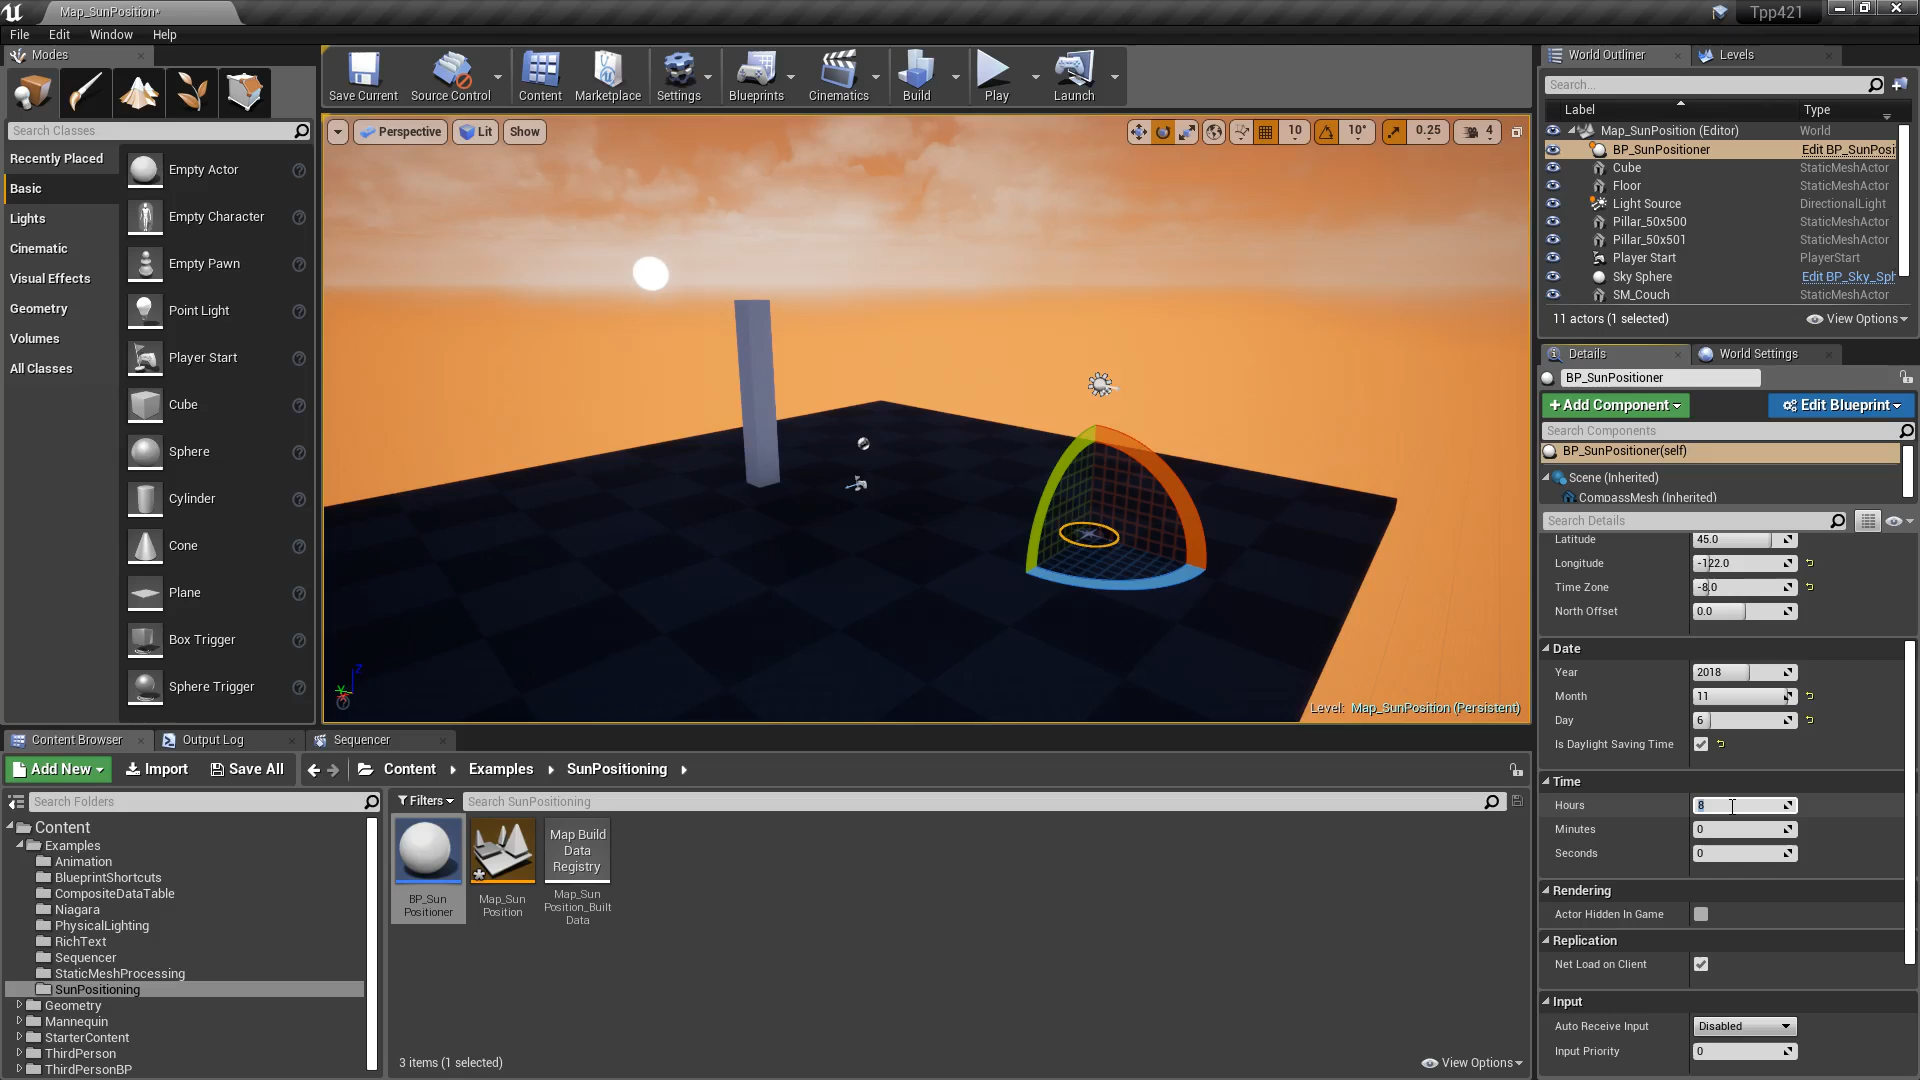 Map_SunPosition*
Tpp421
File Edit Window Help
Modes
Search Classes
Recently Placed
Basic
Lights
Cinematic
Visual Effects
Geometry
Volumes
All Classes
Empty Actor
Empty Character
Empty Pawn
Point Light
Player Start
Cube
Sphere
Cylinder
Cone
Plane
Box Trigger
Sphere Trigger
Save Current Source Control Content Marketplace Settings Blueprints Cinematics Build Play Launch
Perspective Lit Show
10 10° 0.25 4
Z
Level: Map_SunPosition (Persistent)
World Outliner Levels
Search...
Label Type
Map_SunPosition (Editor) World
BP_SunPositioner Edit BP_SunPosi
Cube StaticMeshActor
Floor StaticMeshActor
Light Source DirectionalLight
Pillar_50x500 StaticMeshActor
Pillar_50x501 StaticMeshActor
Player Start PlayerStart
Sky Sphere Edit BP_Sky_Sph
SM_Couch StaticMeshActor
11 actors (1 selected) View Options
Details World Settings
BP_SunPositioner
+Add Component Edit Blueprint
Search Components
BP_SunPositioner(self)
Scene (Inherited)
CompassMesh (Inherited)
Search Details
Latitude 45.0
Longitude -122.0
Time Zone -8.0
North Offset 0.0
Date
Year 2018
Month 11
Day 6
Is Daylight Saving Time
Time
Hours 8
Minutes 0
Seconds 0
Rendering
Actor Hidden In Game
Replication
Net Load on Client
Input
Auto Receive Input Disabled
Input Priority 0
Content Browser Output Log Sequencer
Add New Import Save All Content Examples SunPositioning
Search Folders
Content
Examples
Animation
BlueprintShortcuts
CompositeDataTable
Niagara
PhysicalLighting
RichText
Sequencer
StaticMeshProcessing
SunPositioning
Geometry
Mannequin
StarterContent
ThirdPerson
ThirdPersonBP
Filters Search SunPositioning
BP_Sun
Positioner
Map_Sun
Position
Map Build
Data
Registry
Map_Sun
Position_Built
Data
3 items (1 selected) View Options